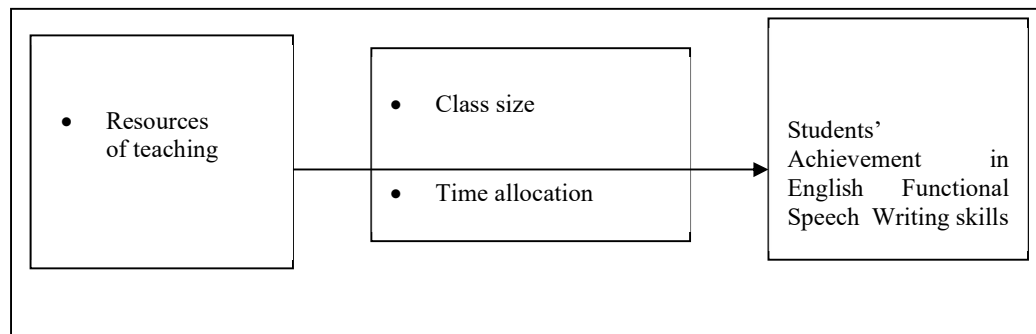 • Resources
of teaching
• Class size
• Time allocation
Students’
Achievement in
English Functional
Speech Writing skills